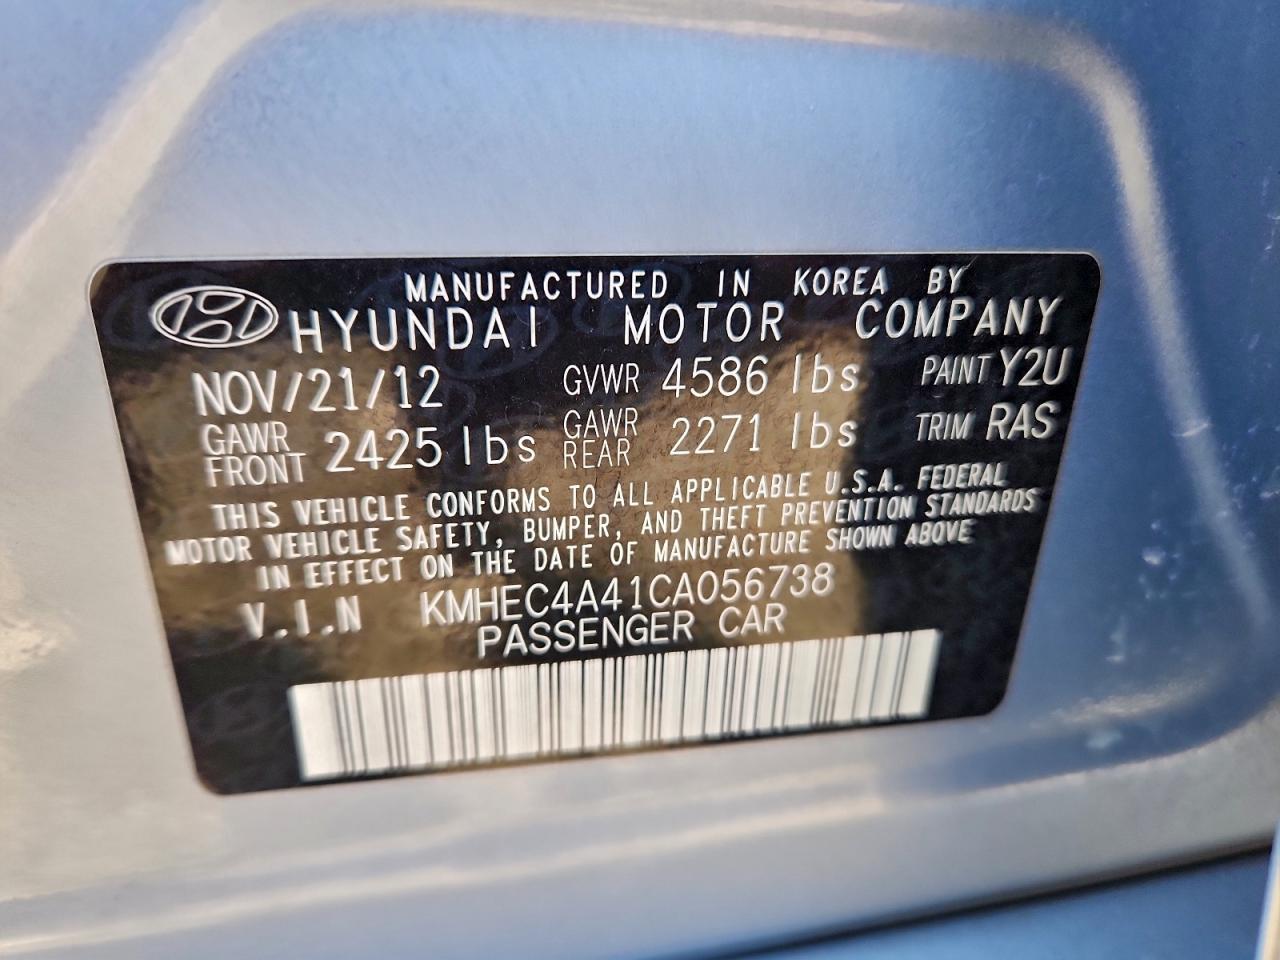 MANUFACTURED IN KOREA BY
HYUNDAI MOTOR COMPANY
NOV/21/12 GVWR 4586 lbs PAINT Y2U
GAWR FRONT 2425 lbs GAWR REAR 2271 lbs TRIM RAS
THIS VEHICLE CONFORMS TO ALL APPLICABLE U.S.A. FEDERAL
MOTOR VEHICLE SAFETY, BUMPER, AND THEFT PREVENTION STANDARDS
IN EFFECT ON THE DATE OF MANUFACTURE SHOWN ABOVE
V.I.N KMHEC4A41CA056738
PASSENGER CAR